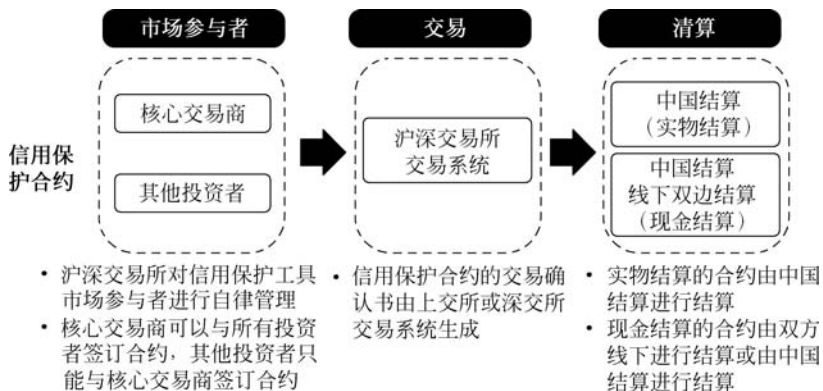 市场参与者
交易
清算
信用保
护合约
核心交易商
其他投资者
沪深交易所
交易系统
中国结算
（实物结算）
中国结算
线下双边结算
（现金结算）
• 沪深交易所对信用保护工具
市场参与者进行自律管理
• 核心交易商可以与所有投资
者签订合约，其他投资者只
能与核心交易商签订合约
• 信用保护合约的交易确
认书由上交所或深交所
交易系统生成
• 实物结算的合约由中国
结算进行结算
• 现金结算的合约由双方
线下进行结算或由中国
结算进行结算